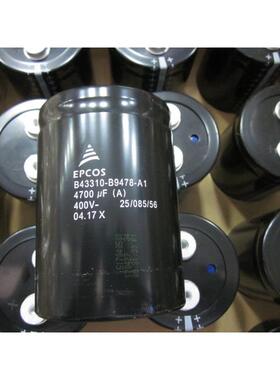 EPCOS
B43310-B9478-A1
4700 µF (A)
400V- 25/085/56
04.17 X